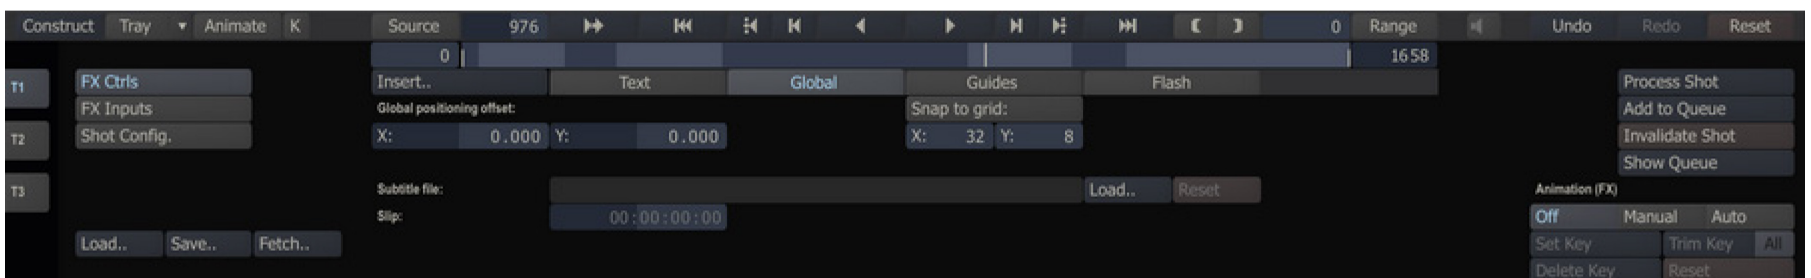 Construct Tray Animate K Source 976 0 Range Undo Redo Reset
0 1658
T1 FX Ctrls Insert.. Text Global Guides Flash Process Shot
FX Inputs Global positioning offset: Snap to grid: Add to Queue
T2 Shot Config. X: 0.000 Y: 0.000 X: 32 Y: 8 Invalidate Shot
Show Queue
T3 Subtitle file: Load.. Reset Animation (FX)
Slip: 00:00:00:00 Off Manual Auto
Load.. Save.. Fetch.. Set Key Trim Key All
Delete Key Reset